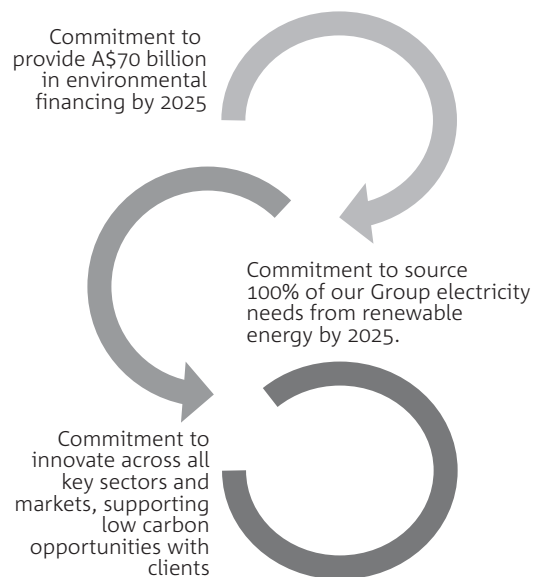 Commitment to
provide A$70 billion
in environmental
financing by 2025
Commitment to source
100% of our Group electricity
needs from renewable
energy by 2025.
Commitment to
innovate across all
key sectors and
markets, supporting
low carbon
opportunities with
clients